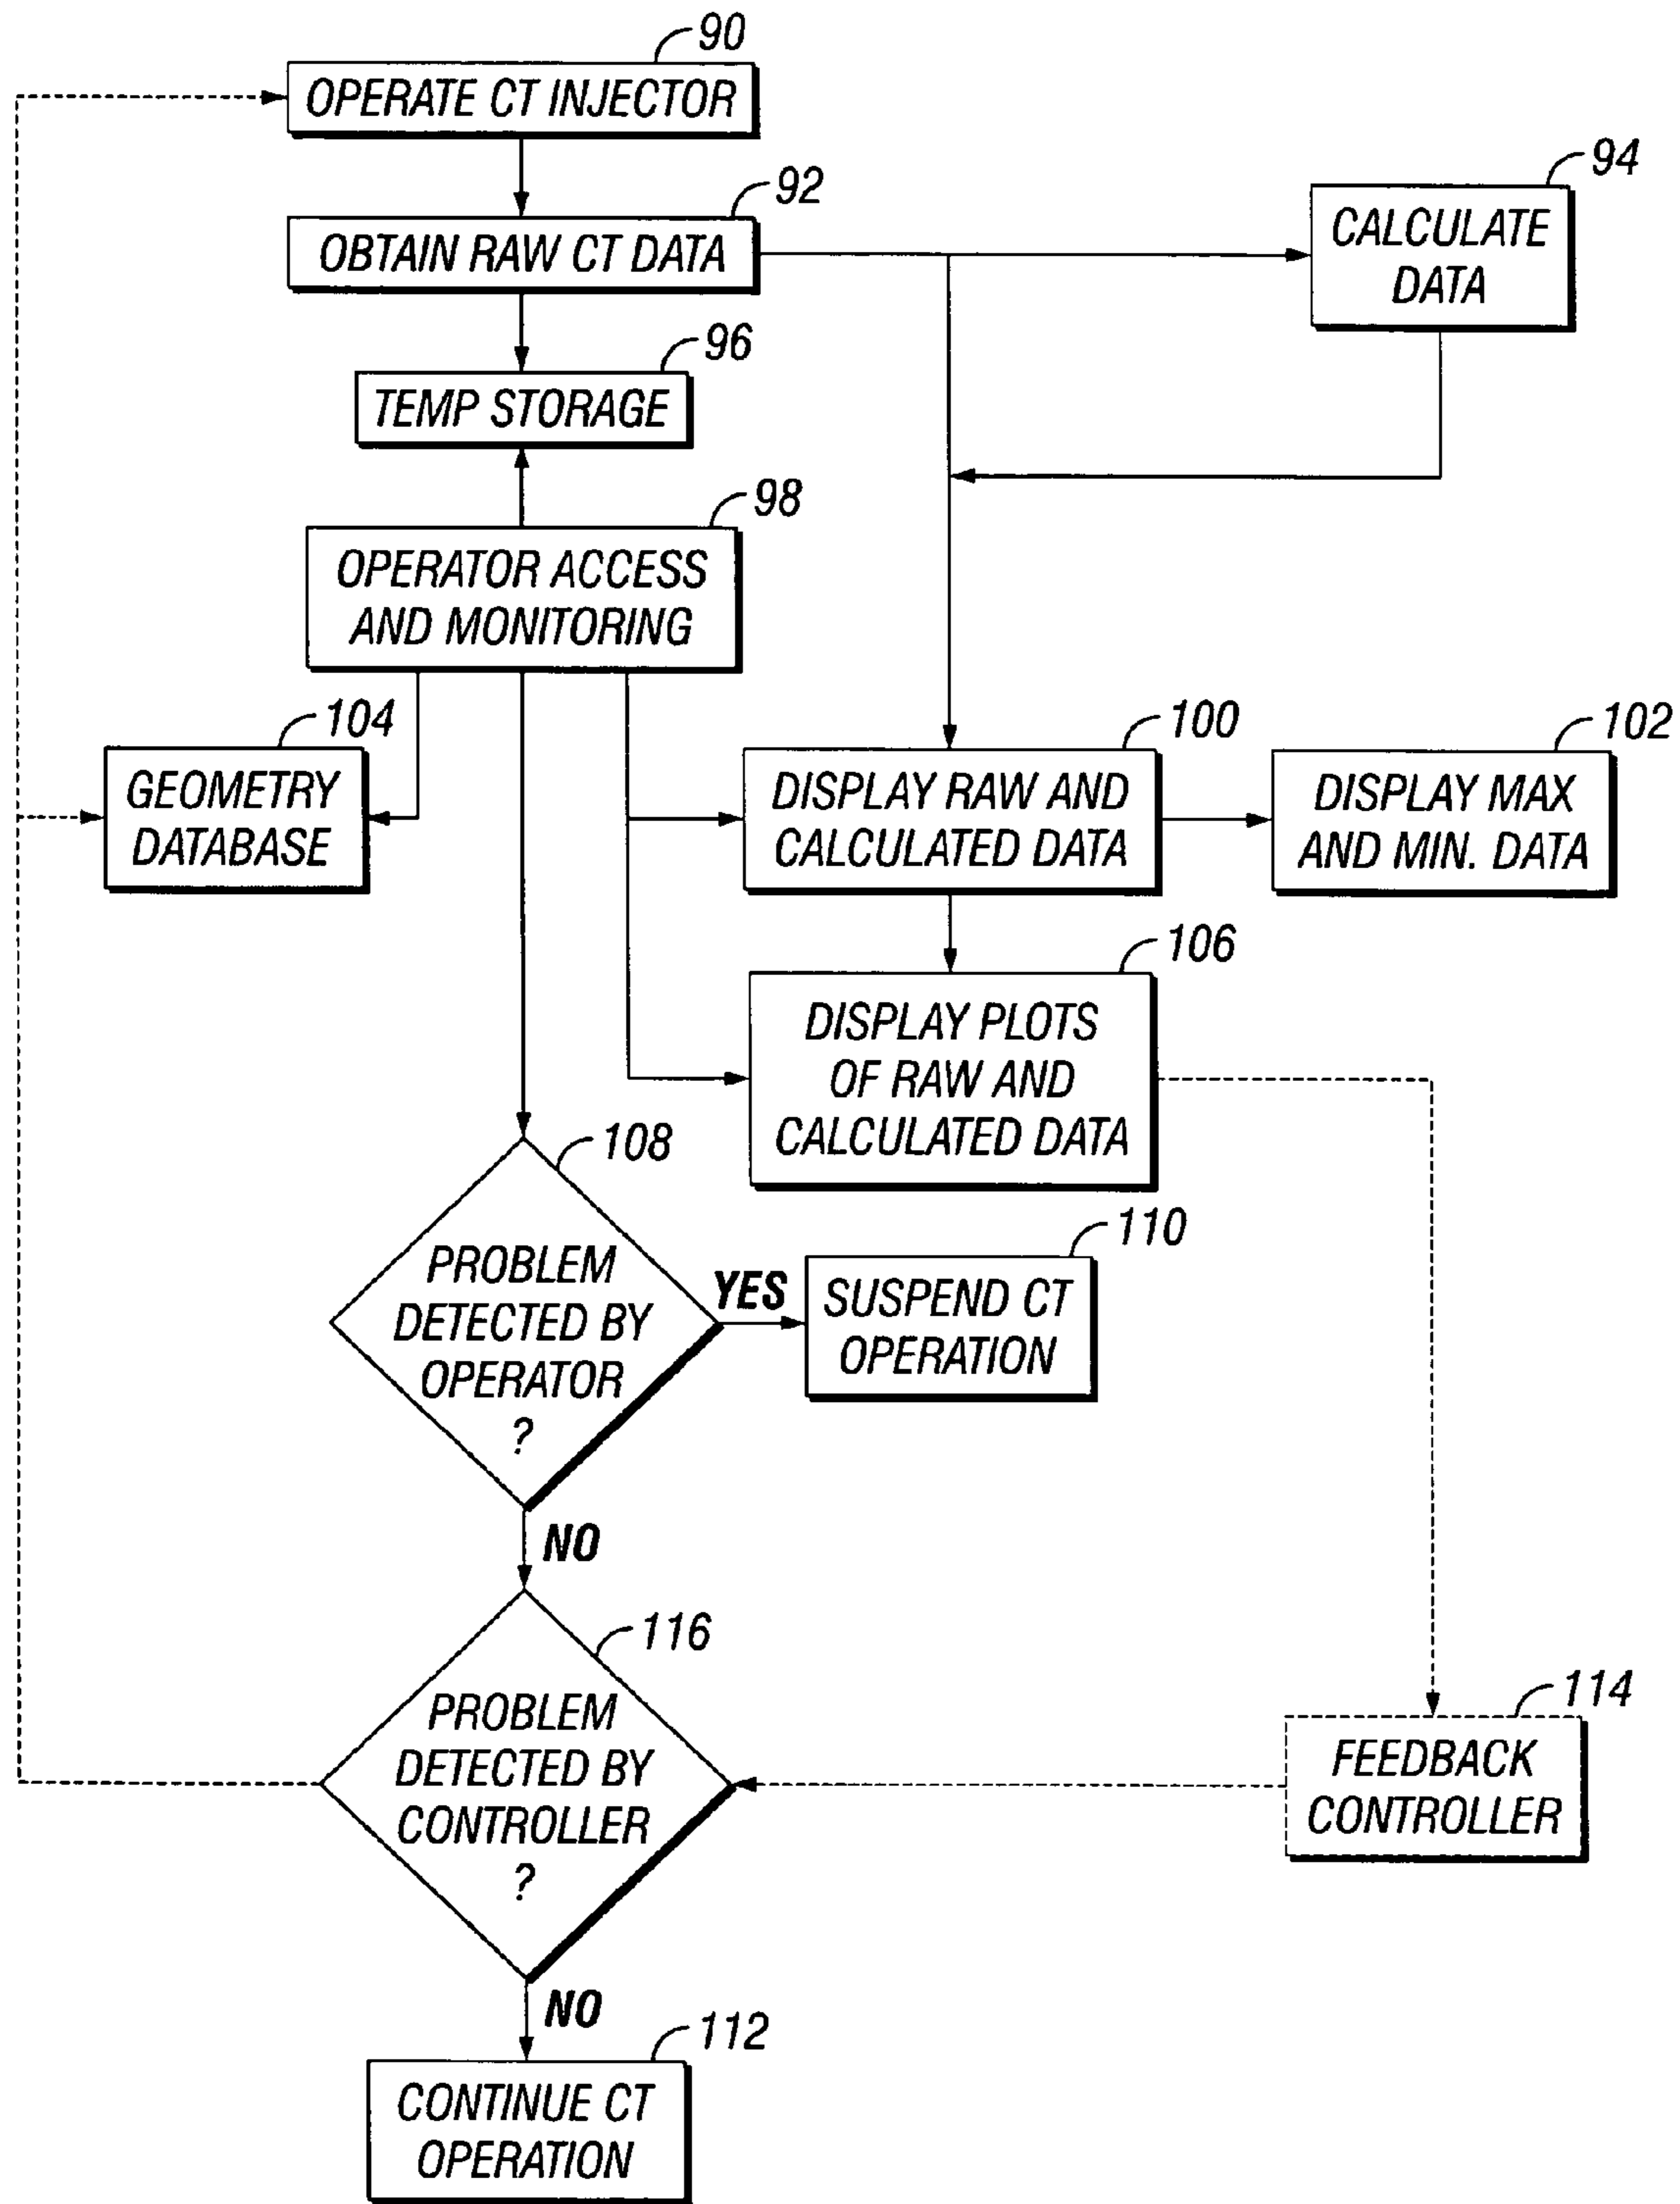 90
OPERATE CT INJECTOR
92
OBTAIN RAW CT DATA
94
CALCULATE
DATA
96
TEMP STORAGE
98
OPERATOR ACCESS
AND MONITORING
104
GEOMETRY
DATABASE
100
DISPLAY RAW AND
CALCULATED DATA
102
DISPLAY MAX
AND MIN. DATA
106
DISPLAY PLOTS
OF RAW AND
CALCULATED DATA
108
PROBLEM
DETECTED BY
OPERATOR
?
YES
110
SUSPEND CT
OPERATION
NO
116
PROBLEM
DETECTED BY
CONTROLLER
?
114
FEEDBACK
CONTROLLER
NO
112
CONTINUE CT
OPERATION